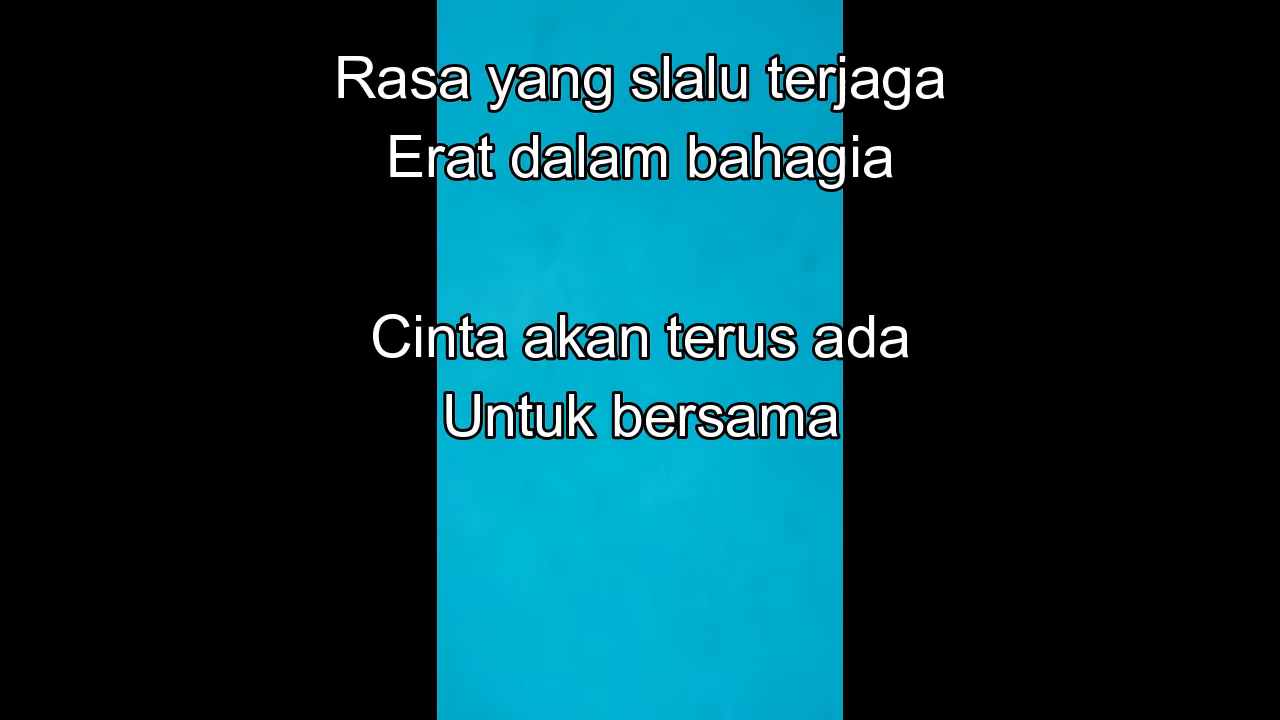 Rasa yang slalu terjaga
Erat dalam bahagia
Cinta akan terus ada
Untuk bersama